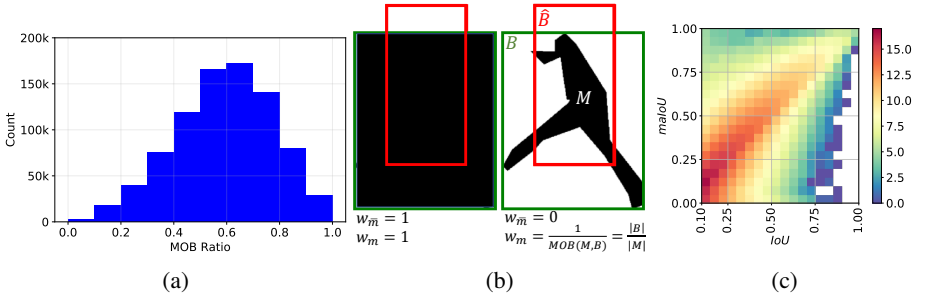 200k
150k
100k
50k
0
Count
0.0 0.2 0.4 0.6 0.8 1.0
MOB Ratio
(a)
B̂
B
M
w_m̅ = 1
w_m = 1
w_m̅ = 0
w_m = 1/MOB(M,B) = |B|/|M|
(b)
1.00
0.75
0.50
0.25
0.00
maIoU
0.10 0.25 0.50 0.75 1.00
IoU
15.0
12.5
10.0
7.5
5.0
2.5
0.0
(c)